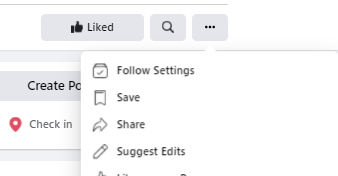 Liked
Follow Settings
Create Po
Save
Check in
Share
Suggest Edits